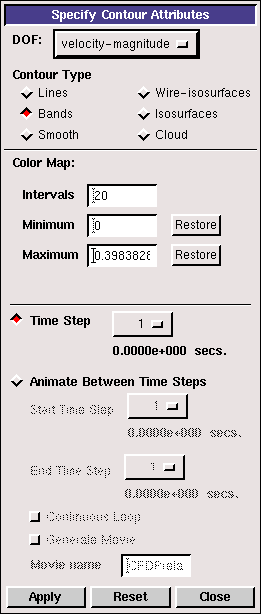 Specify Contour Attributes
DOF: velocity-magnitude
Contour Type
Lines Wire-isosurfaces
Bands Isosurfaces
Smooth Cloud
Color Map:
Intervals 20
Minimum 0 Restore
Maximum 0.3983828 Restore
Time Step 1
0.0000e+000 secs.
Animate Between Time Steps
Start Time Step 1
0.0000e+000 secs.
End Time Step 1
0.0000e+000 secs.
Continuous Loop
Generate Movie
Movie name
Apply Reset Close